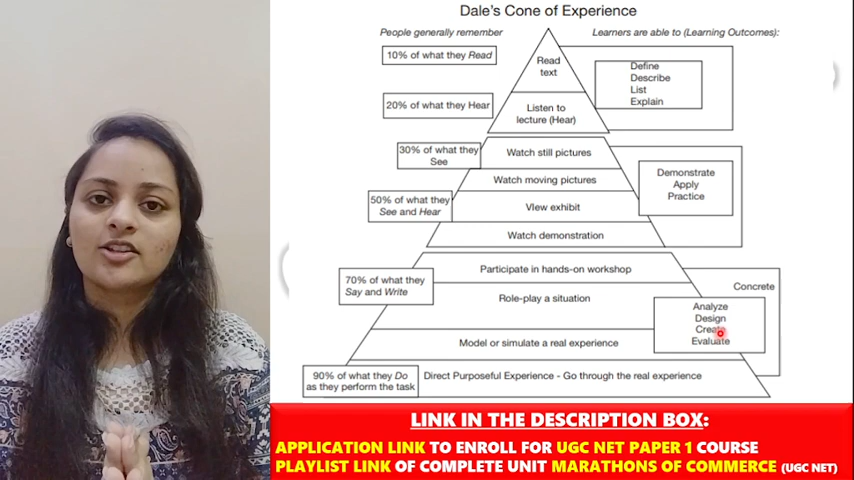 Dale's Cone of Experience
People generally remember
Learners are able to (Learning Outcomes):
10% of what they Read
Read
text
Define
Describe
List
Explain
20% of what they Hear
Listen to
lecture (Hear)
30% of what they
See
Watch still pictures
Watch moving pictures
Demonstrate
Apply
Practice
50% of what they
See and Hear
VIew exhibit
Watch demonstration
70% of what they
Say and Write
Participate in hands-on workshop
Role-play a situation
Concrete
Analyze
Design
Create
Evaluate
Model or simulate a real experience
90% of what they Do
as they perform the task
Direct Purposeful Experience - Go through the real experience
LINK IN THE DESCRIPTION BOX:
APPLICATION LINK TO ENROLL FOR UGC NET PAPER 1 COURSE
PLAYLIST LINK OF COMPLETE UNIT MARATHONS OF COMMERCE (UGC NET)